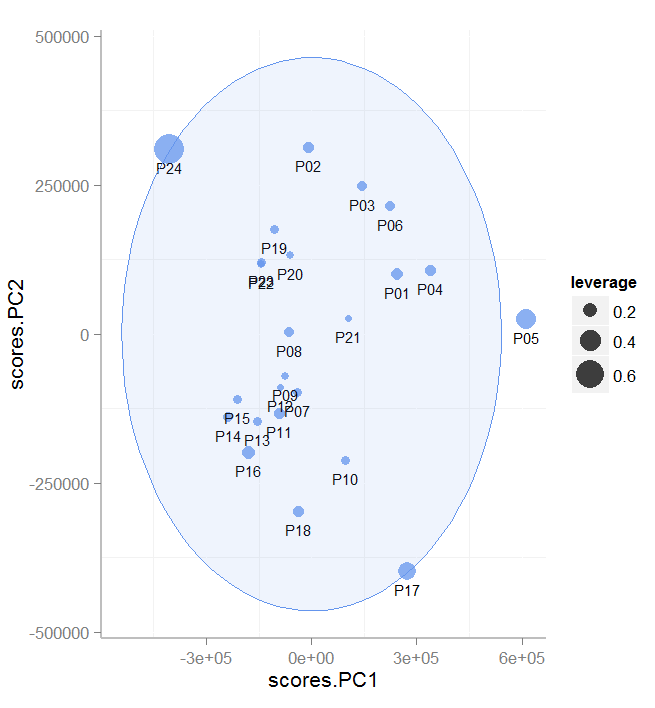 500000
P24
P02
P03
P06
250000
P19
P20
P22
P01
P04
leverage
0.2
0.4
0.6
P21
P05
0
P08
P09
P12
P07
P15
P14
P13
P11
P16
P10
-250000
P18
P17
-500000
-3e+05
0e+00
3e+05
6e+05
scores.PC1
scores.PC2